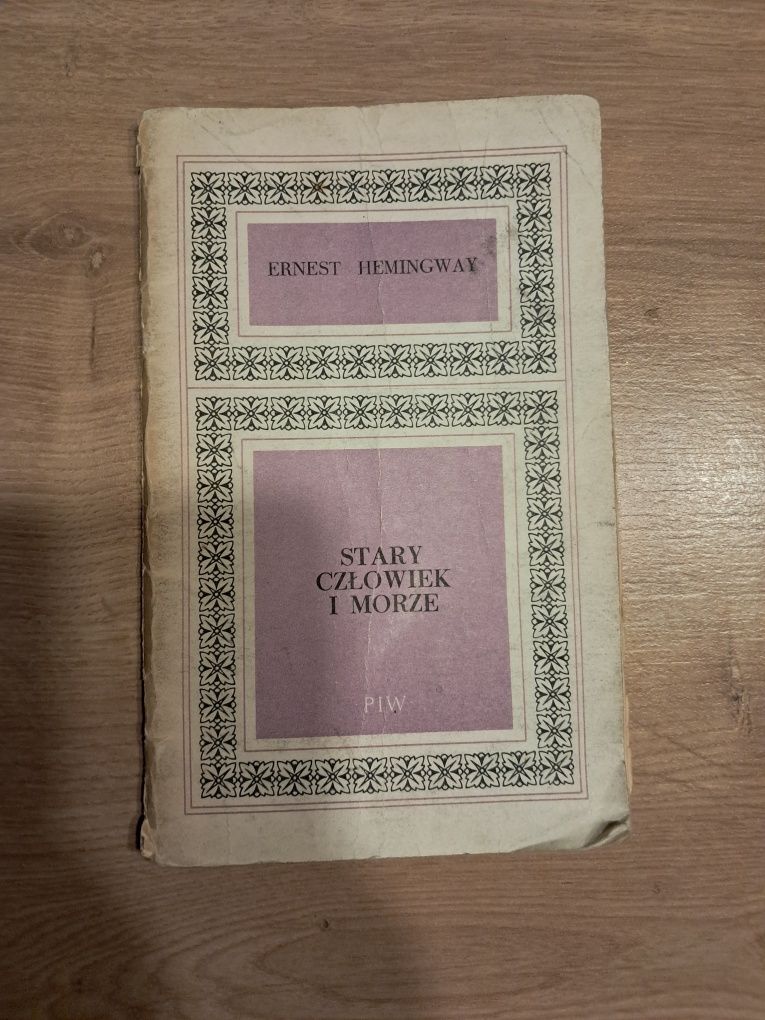 ERNEST HEMINGWAY
STARY
CZŁOWIEK
I MORZE
PIW